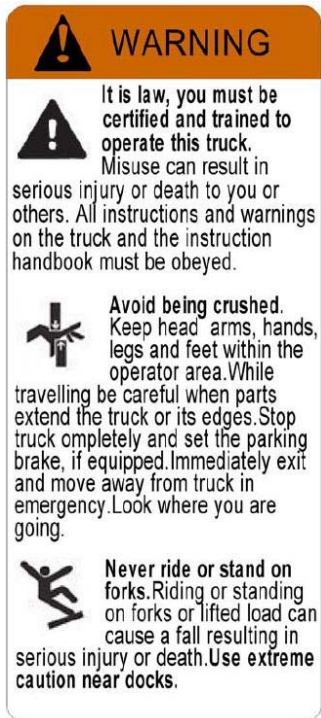 WARNING
It is law, you must be
certified and trained to
operate this truck.
Misuse can result in
serious injury or death to you or
others. All instructions and warnings
on the truck and the instruction
handbook must be obeyed.
Avoid being crushed.
Keep head arms, hands,
legs and feet within the
operator area.While
travelling be careful when parts
extend the truck or its edges.Stop
truck ompletely and set the parking
brake, if equipped.Immediately exit
and move away from truck in
emergency.Look where you are
going.
Never ride or stand on
forks.Riding or standing
on forks or lifted load can
cause a fall resulting in
serious injury or death.Use extreme
caution near docks.